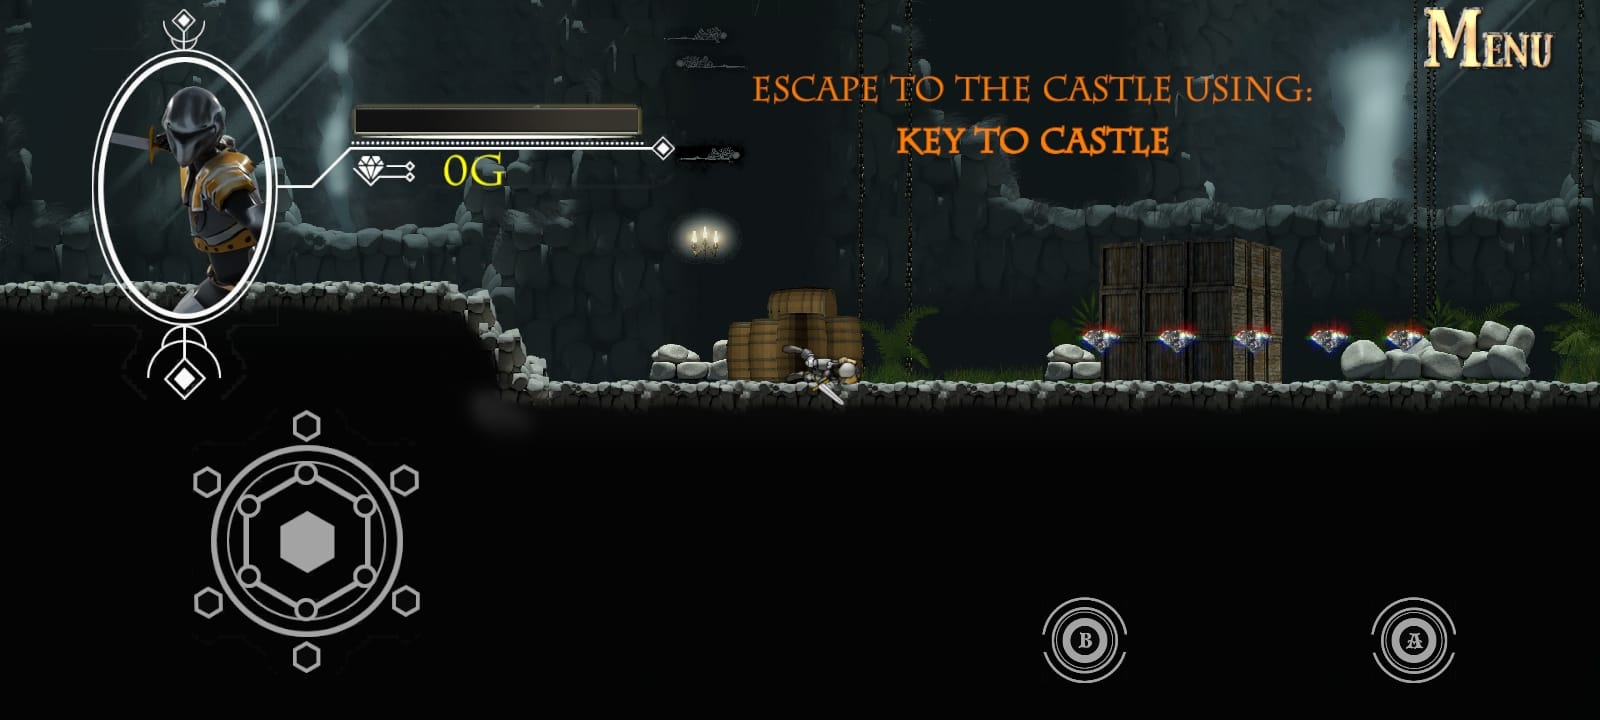 MENU
ESCAPE TO THE CASTLE USING:
KEY TO CASTLE
0G
B
A